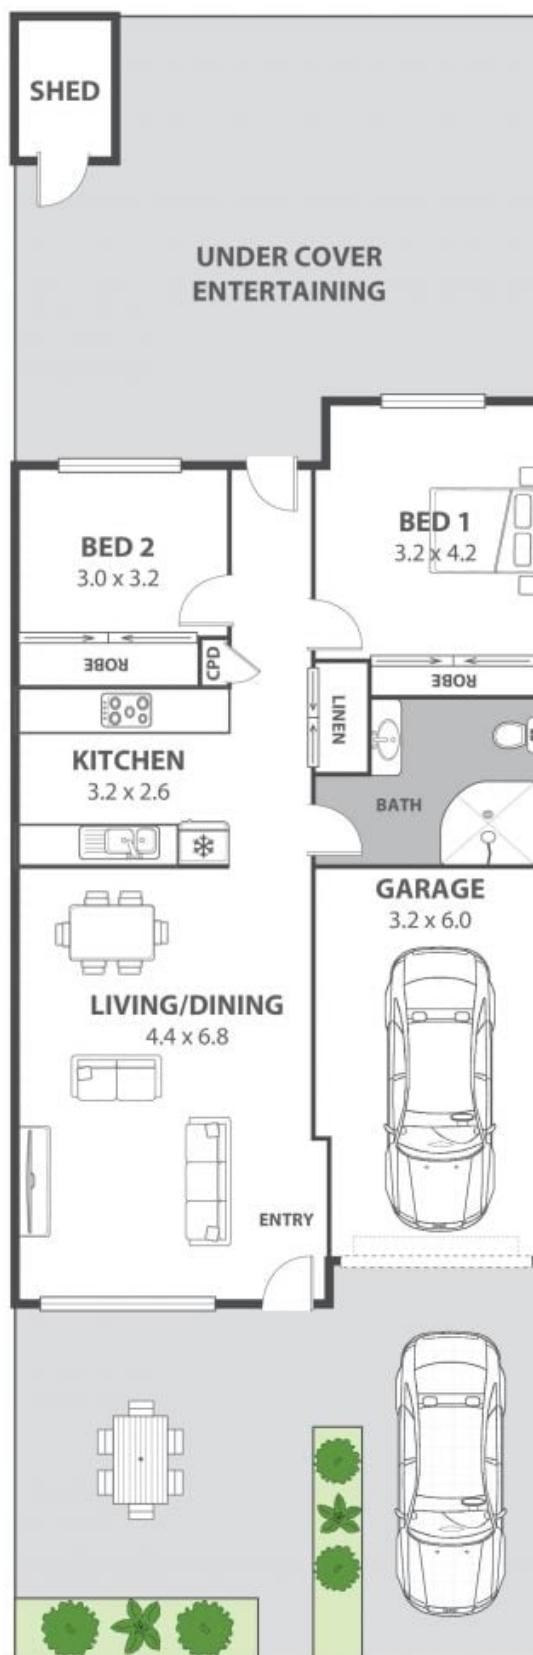 SHED
UNDER COVER
ENTERTAINING
BED 1
3.2 x 4.2
BED 2
3.0 x 3.2
ROBE
CPD
ROBE
LINEN
KITCHEN
3.2 x 2.6
BATH
GARAGE
3.2 x 6.0
LIVING/DINING
4.4 x 6.8
ENTRY